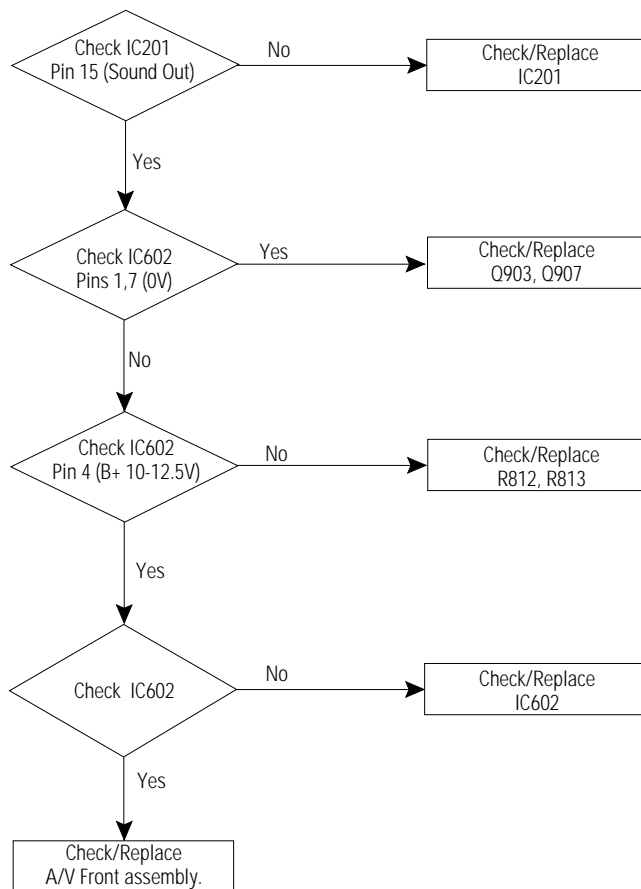 Check IC201
Pin 15 (Sound Out)
No
Check/Replace
IC201
Yes
Check IC602
Pins 1,7 (0V)
Yes
Check/Replace
Q903, Q907
No
Check IC602
Pin 4 (B+ 10-12.5V)
No
Check/Replace
R812, R813
Yes
Check IC602
No
Check/Replace
IC602
Yes
Check/Replace
A/V Front assembly.